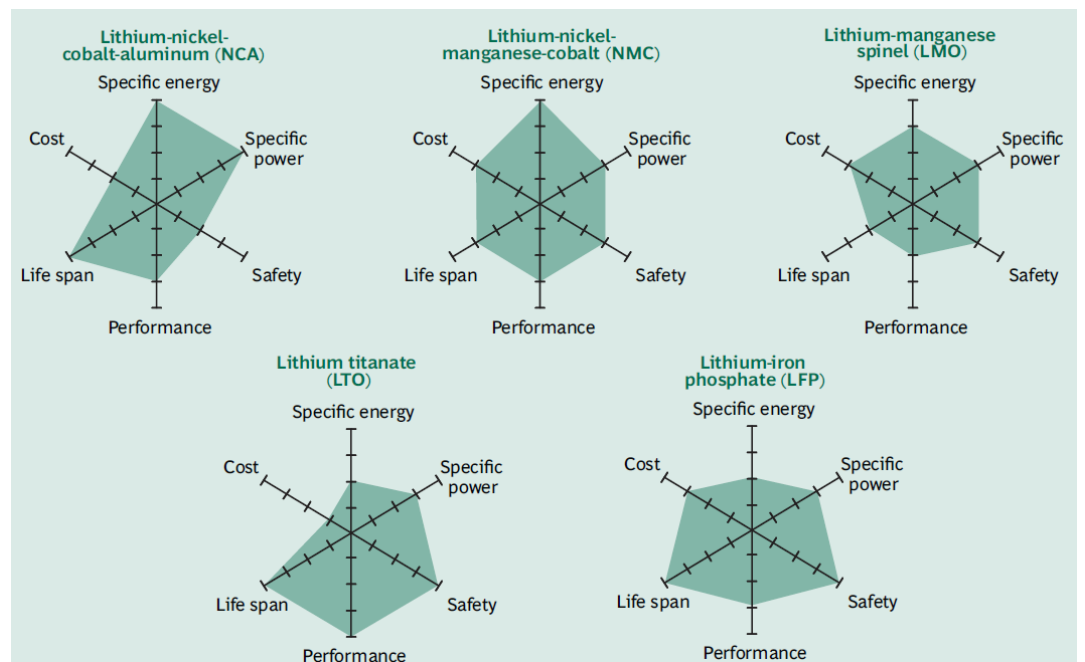 Lithium-nickel-
cobalt-aluminum (NCA)
Specific energy
Cost
Specific
power
Life span
Safety
Performance
Lithium-nickel-
manganese-cobalt (NMC)
Specific energy
Cost
Specific
power
Life span
Safety
Performance
Lithium-manganese
spinel (LMO)
Specific energy
Cost
Specific
power
Life span
Safety
Performance
Lithium titanate
(LTO)
Specific energy
Cost
Specific
power
Life span
Safety
Performance
Lithium-iron
phosphate (LFP)
Specific energy
Cost
Specific
power
Life span
Safety
Performance